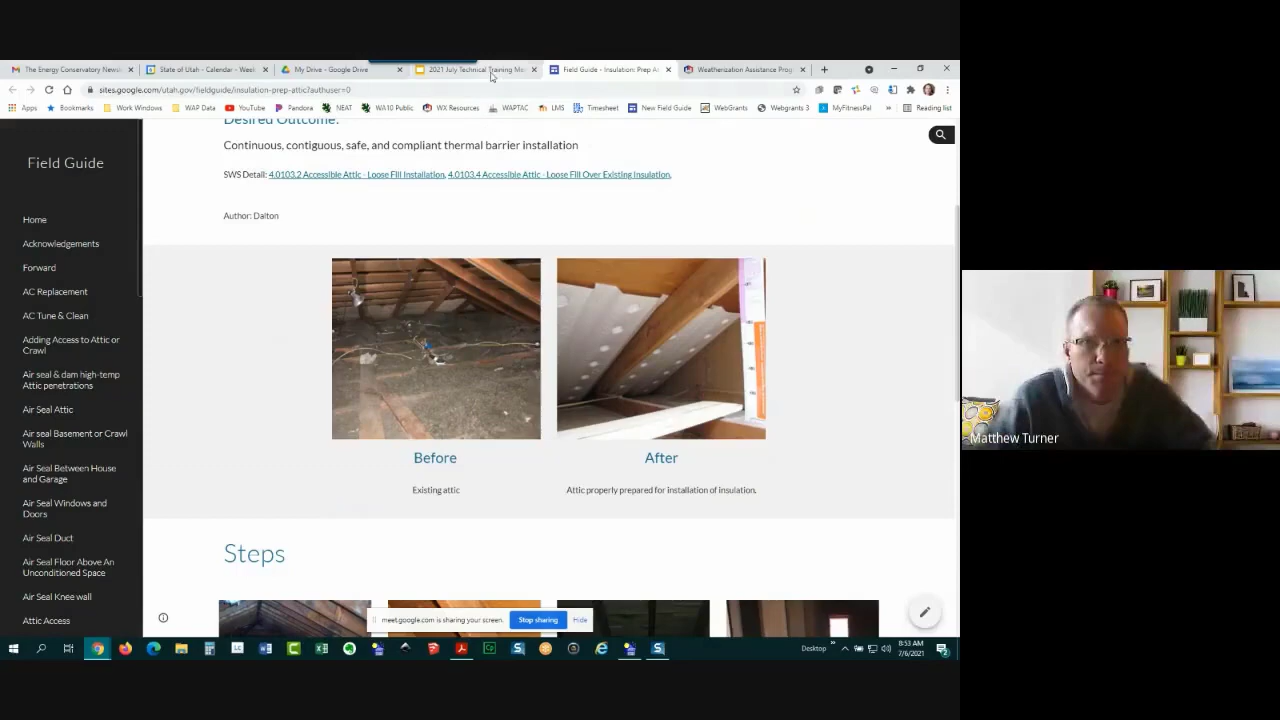 The Energy Conservatory News
State of Utah - Calendar - Week
My Drive - Google Drive
2021 July Technical Training Me
Field Guide - Insulation: Prep A
Weatherization Assistance Prog
sites.google.com/utah.gov/fieldguide/insulation-prep-attic?authuser=0
Apps
Bookmarks
Work Windows
WAP Data
YouTube
Pandora
NEAT
WA10 Public
WX Resources
WAPTAC
LMS
Timesheet
New Field Guide
WebGrants
Webgrants 3
MyFitnessPal
»
Reading list
Field Guide
Home
Acknowledgements
Forward
AC Replacement
AC Tune & Clean
Adding Access to Attic or
Crawl
Air seal & dam high-temp
Attic penetrations
Air Seal Attic
Air seal Basement or Crawl
Walls
Air Seal Between House
and Garage
Air Seal Windows and
Doors
Air Seal Duct
Air Seal Floor Above An
Unconditioned Space
Air Seal Knee wall
Attic Access
Desired Outcome:
Continuous, contiguous, safe, and compliant thermal barrier installation
SWS Detail: 4.0103.2 Accessible Attic - Loose Fill Installation, 4.0103.4 Accessible Attic - Loose Fill Over Existing Insulation,
Author: Dalton
Before
After
Existing attic
Attic properly prepared for installation of insulation.
Steps
meet.google.com is sharing your screen.
Stop sharing
Hide
Matthew Turner
Desktop
»
8:53 AM
7/6/2021